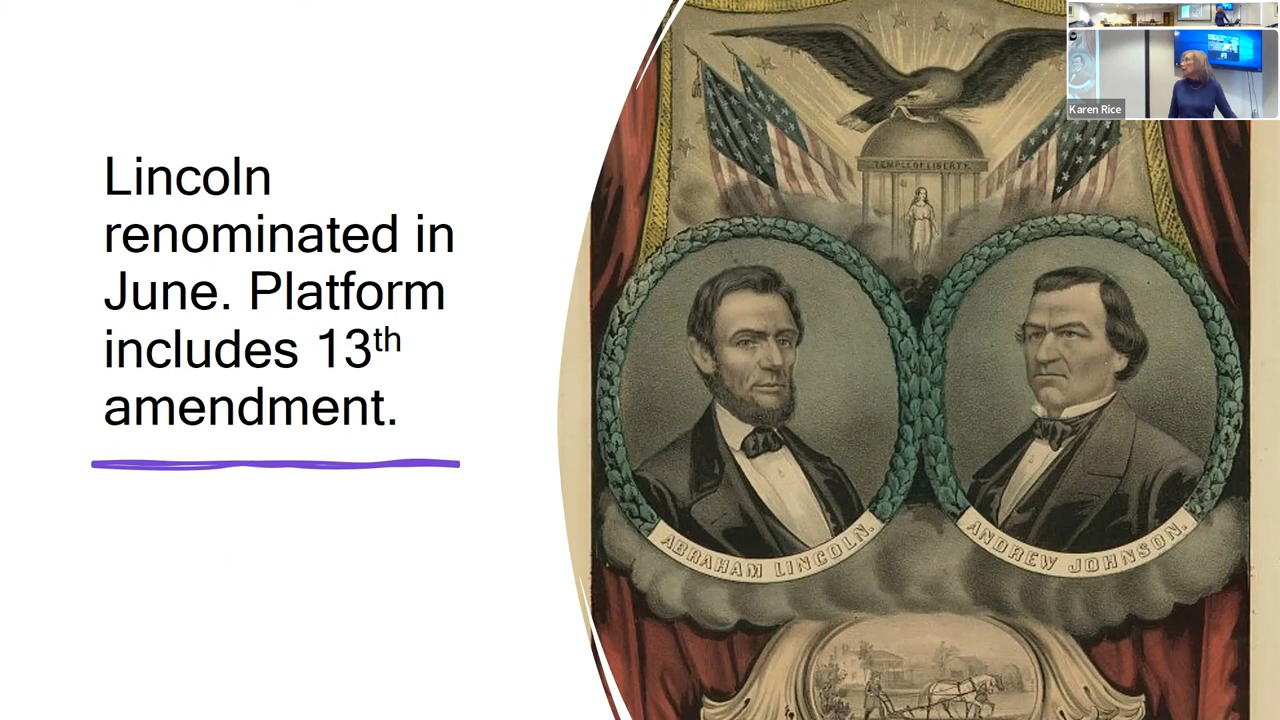 Lincoln
renominated in
June. Platform
includes 13th
amendment.
Karen Rice
TEMPLE OF LIBERTY.
ABRAHAM LINCOLN.
ANDREW JOHNSON.